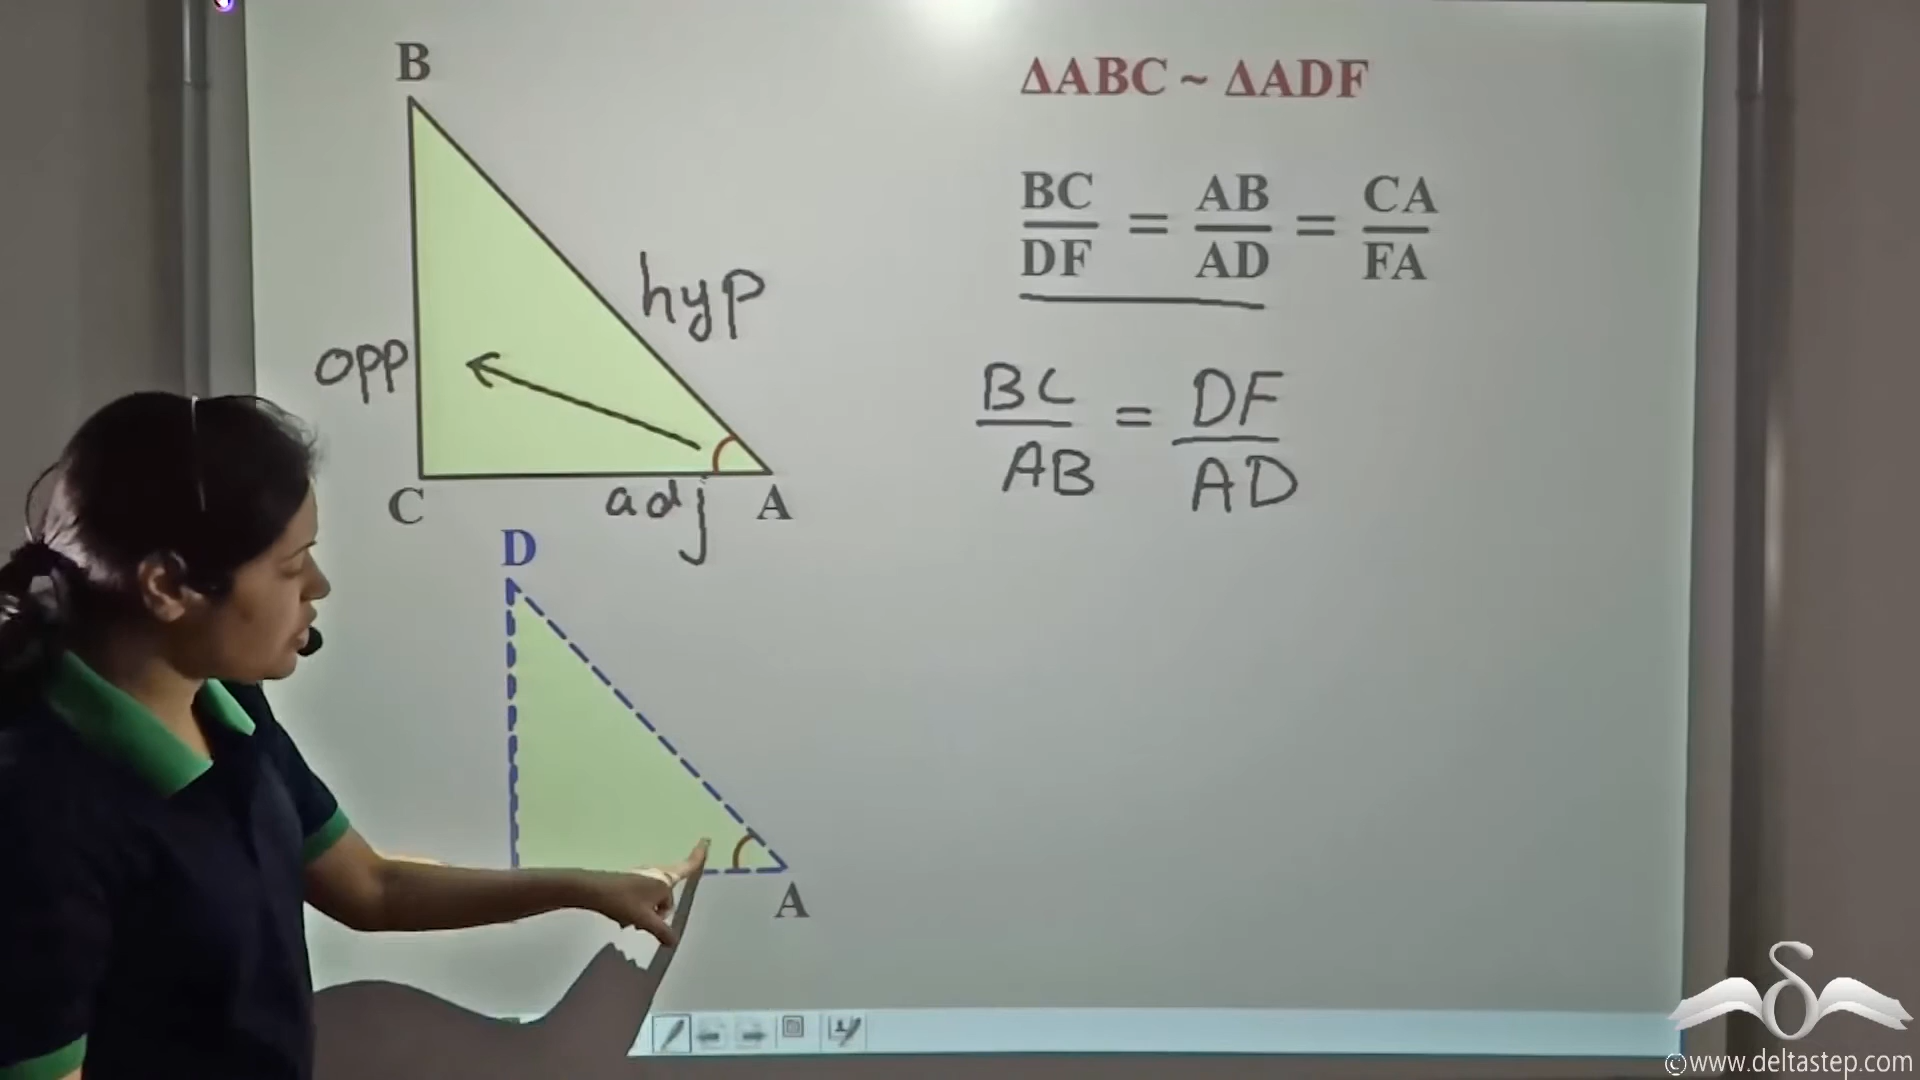 B
ΔABC ~ ΔADF
BC/DF = AB/AD = CA/FA
hyp
opp
BC/AB = DF/AD
C
adj
A
D
A
©www.deltastep.com